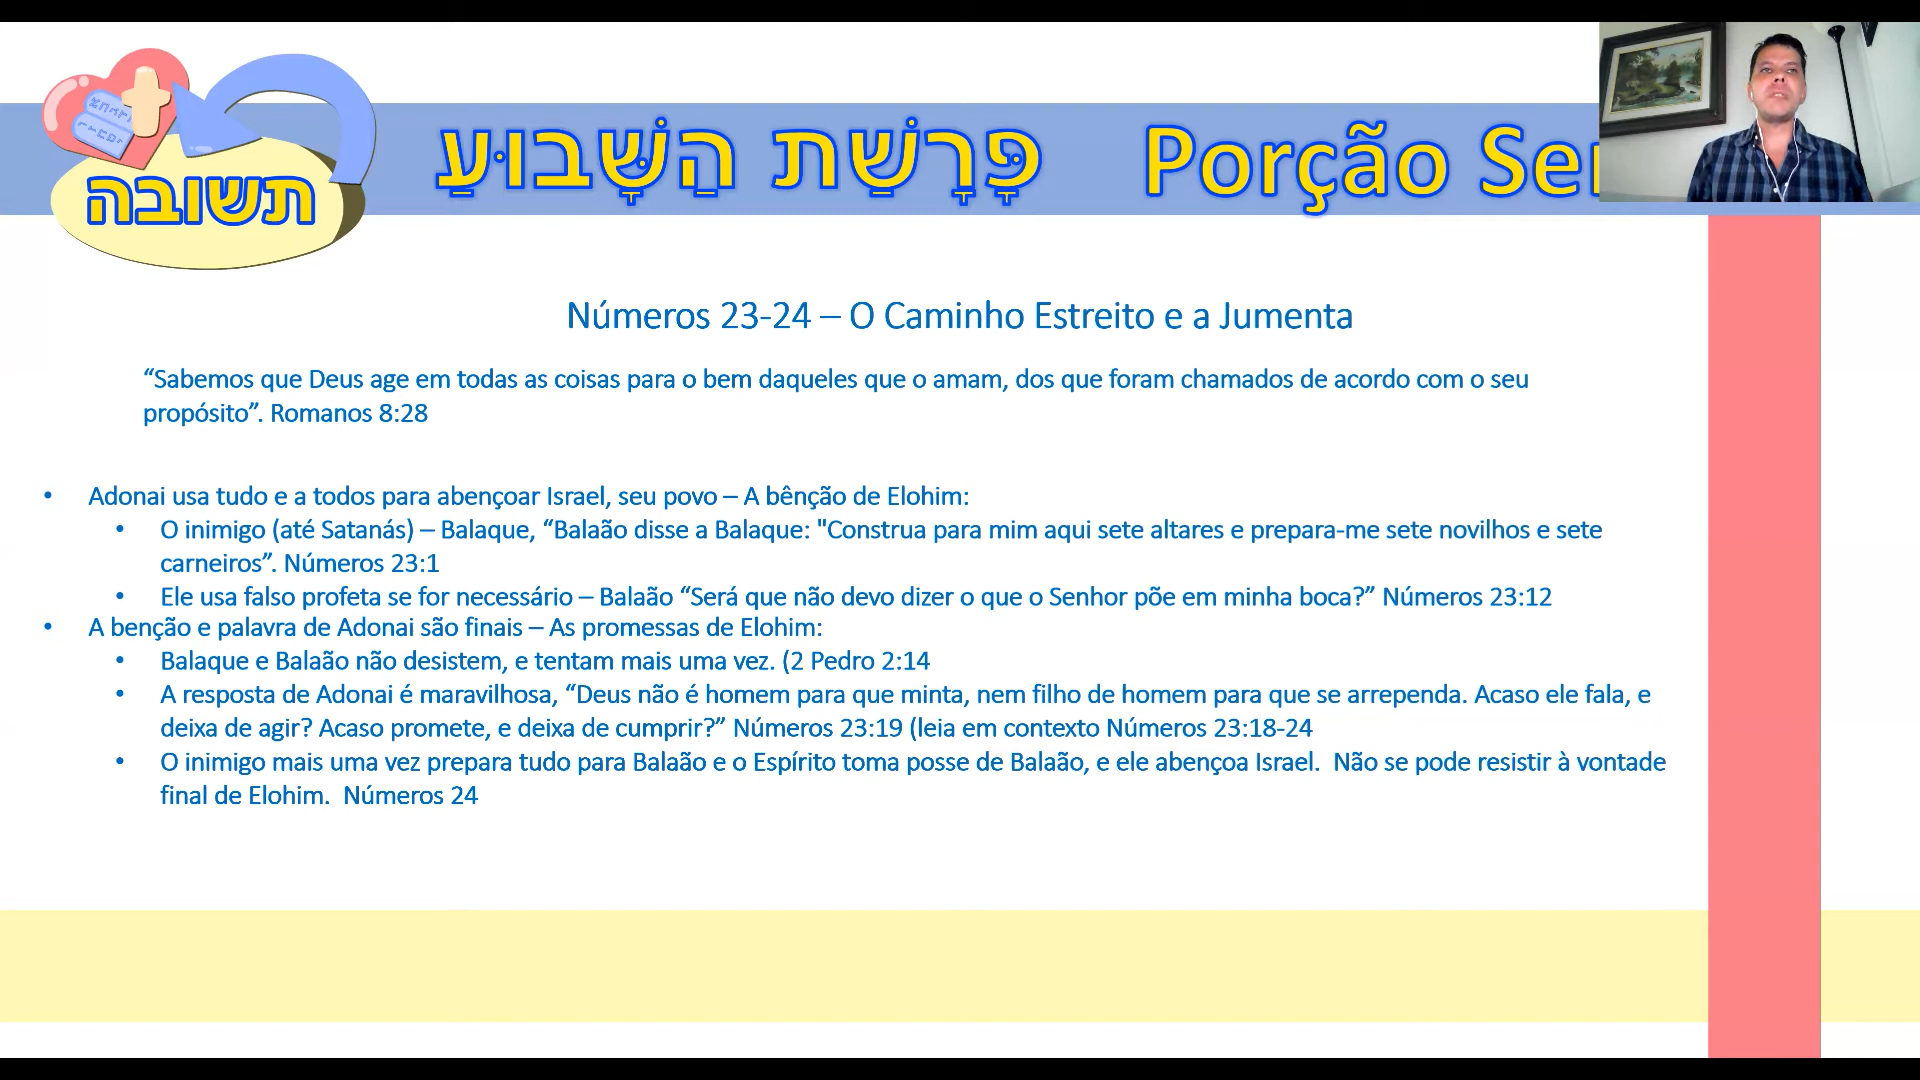 תשובה
פָּרָשַׁת הַשָּׁבוּעַ Porção
Números 23-24 – O Caminho Estreito e a Jumenta
“Sabemos que Deus age em todas as coisas para o bem daqueles que o amam, dos que foram chamados de acordo com o seu
propósito”. Romanos 8:28
• Adonai usa tudo e a todos para abençoar Israel, seu povo – A bênção de Elohim:
• O inimigo (até Satanás) – Balaque, “Balaão disse a Balaque: "Construa para mim aqui sete altares e prepara-me sete novilhos e sete
carneiros”. Números 23:1
• Ele usa falso profeta se for necessário – Balaão “Será que não devo dizer o que o Senhor põe em minha boca?” Números 23:12
• A benção e palavra de Adonai são finais – As promessas de Elohim:
• Balaque e Balaão não desistem, e tentam mais uma vez. (2 Pedro 2:14
• A resposta de Adonai é maravilhosa, “Deus não é homem para que minta, nem filho de homem para que se arrependa. Acaso ele fala, e
deixa de agir? Acaso promete, e deixa de cumprir?” Números 23:19 (leia em contexto Números 23:18-24
• O inimigo mais uma vez prepara tudo para Balaão e o Espírito toma posse de Balaão, e ele abençoa Israel. Não se pode resistir à vontade
final de Elohim. Números 24